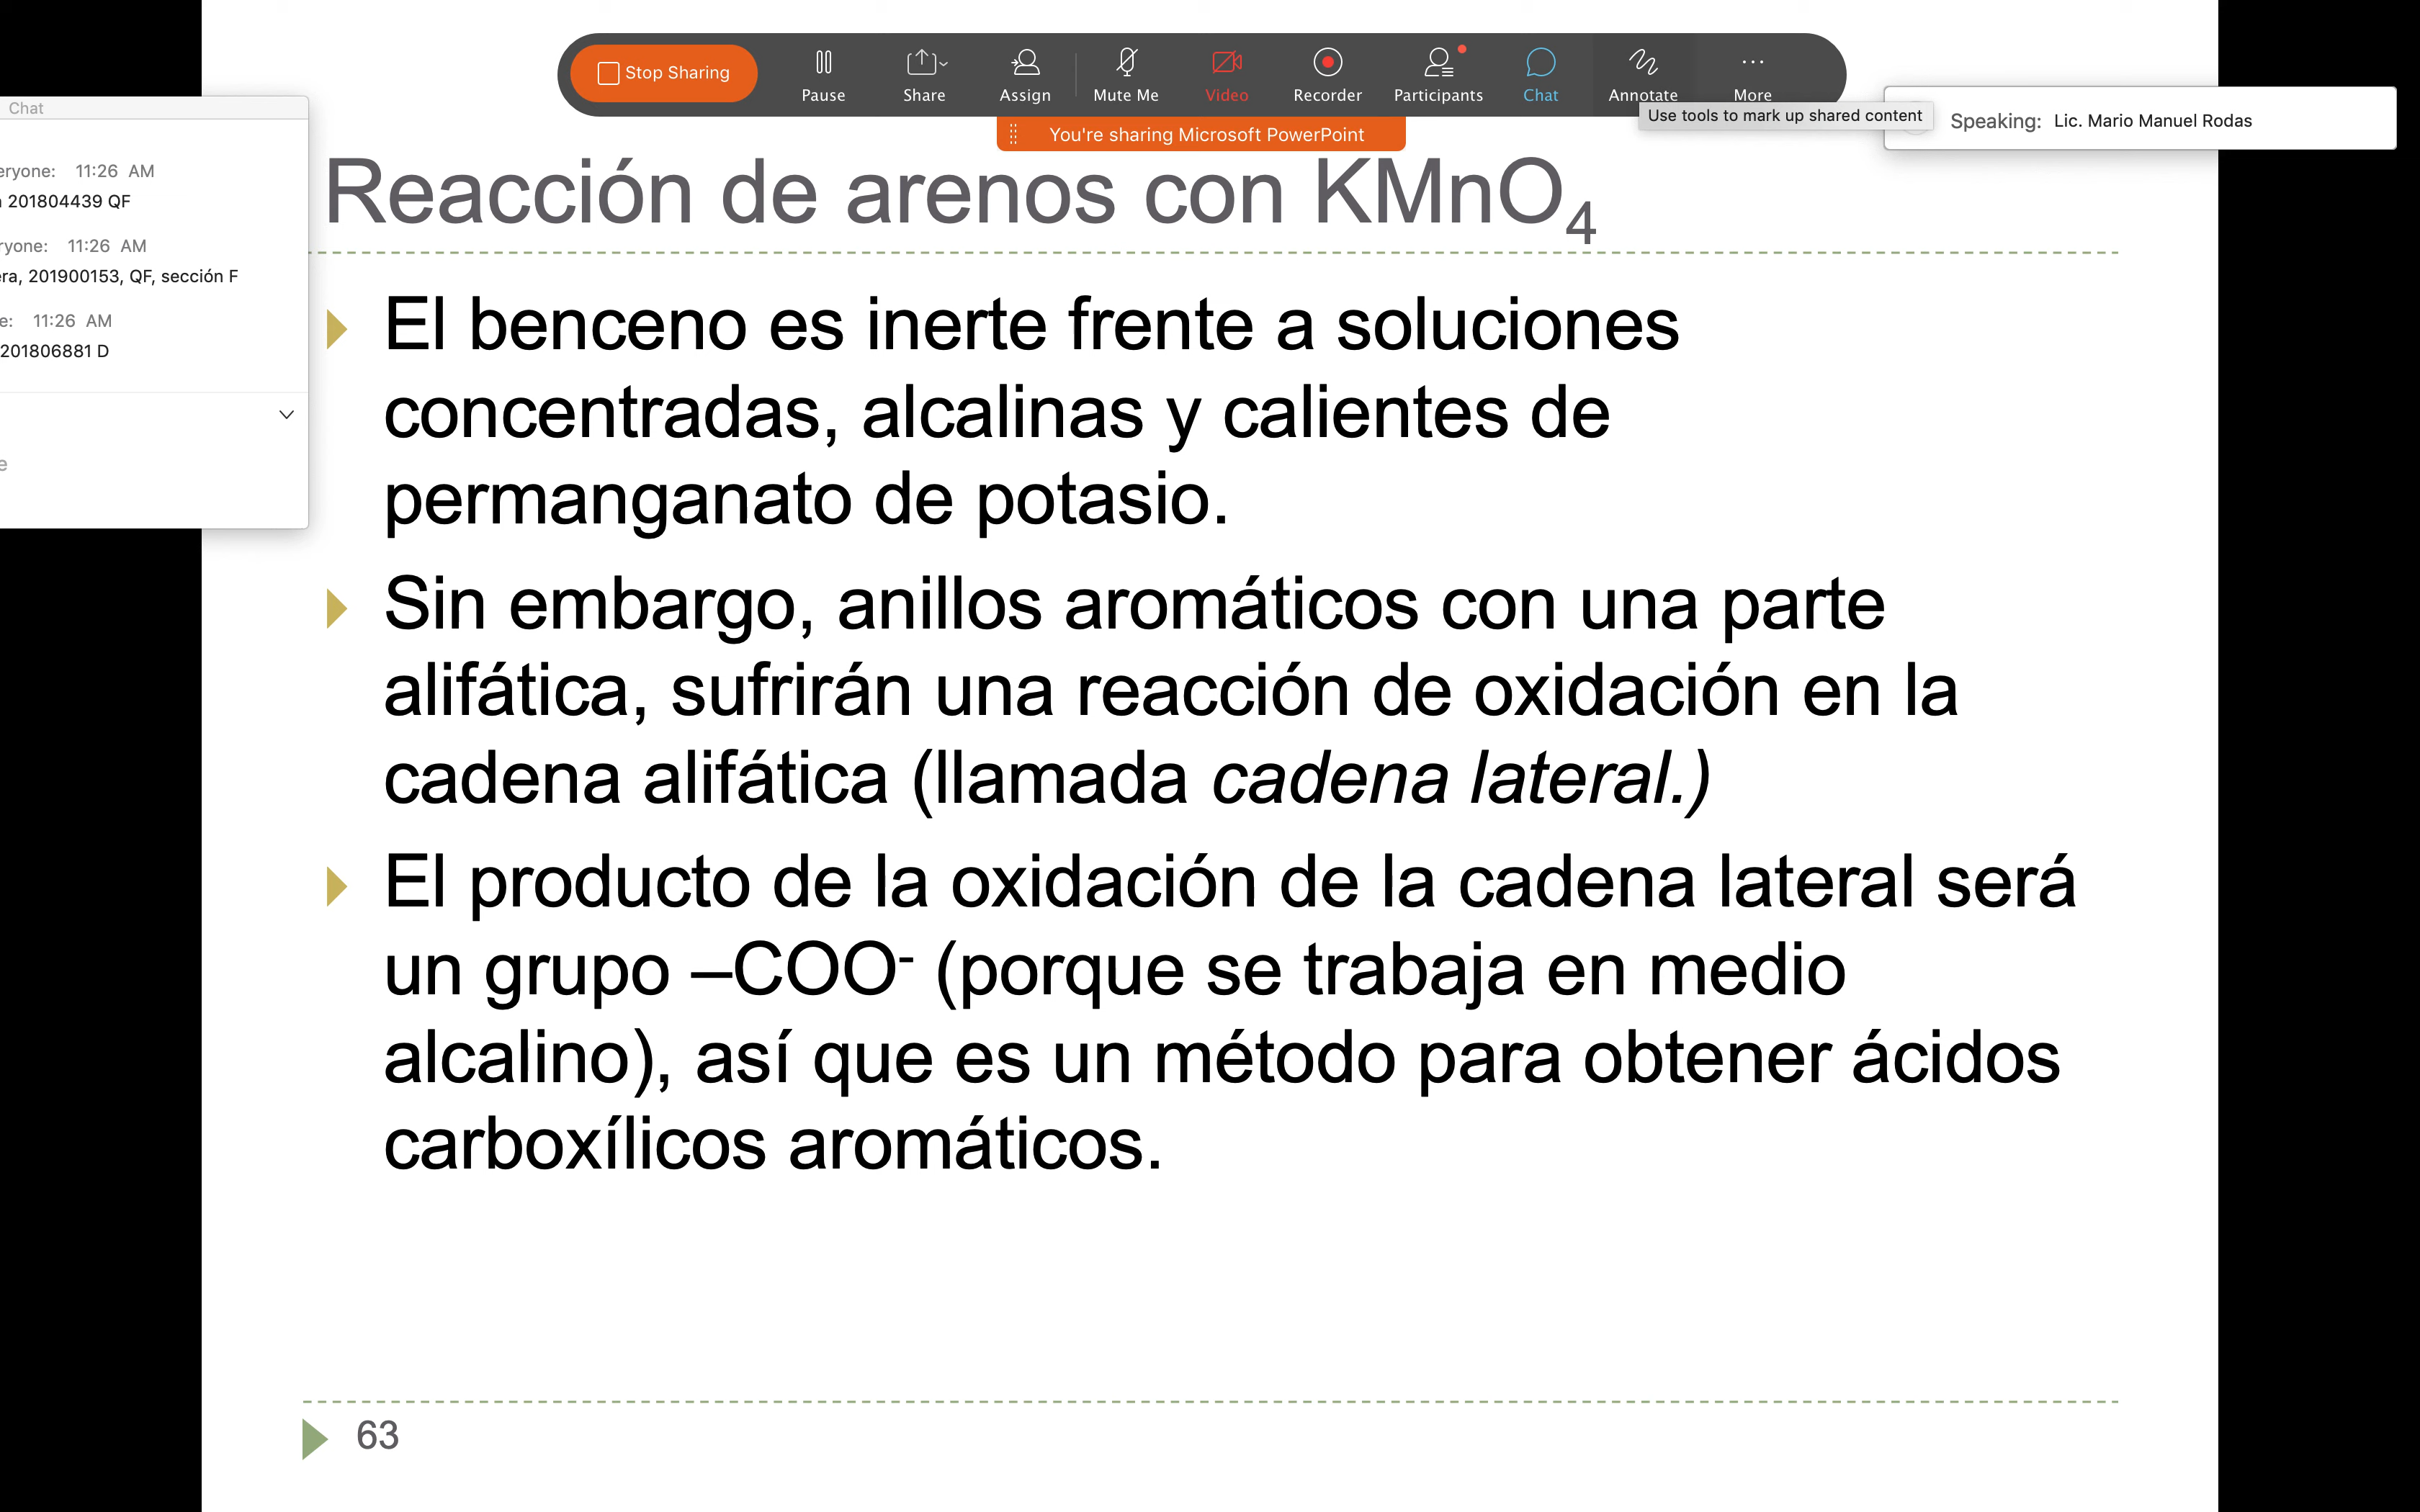 Stop Sharing
Pause
Share
Assign
Mute Me
Video
Recorder
Participants
Chat
Annotate
More
You're sharing Microsoft PowerPoint
Use tools to mark up shared content
Speaking: Lic. Mario Manuel Rodas
Chat
11:26 AM
201804439 QF
11:26 AM
201900153, QF, sección F
11:26 AM
201806881 D
Reacción de arenos con KMnO₄
El benceno es inerte frente a soluciones
concentradas, alcalinas y calientes de
permanganato de potasio.
Sin embargo, anillos aromáticos con una parte
alifática, sufrirán una reacción de oxidación en la
cadena alifática (llamada cadena lateral.)
El producto de la oxidación de la cadena lateral será
un grupo –COO⁻ (porque se trabaja en medio
alcalino), así que es un método para obtener ácidos
carboxílicos aromáticos.
63